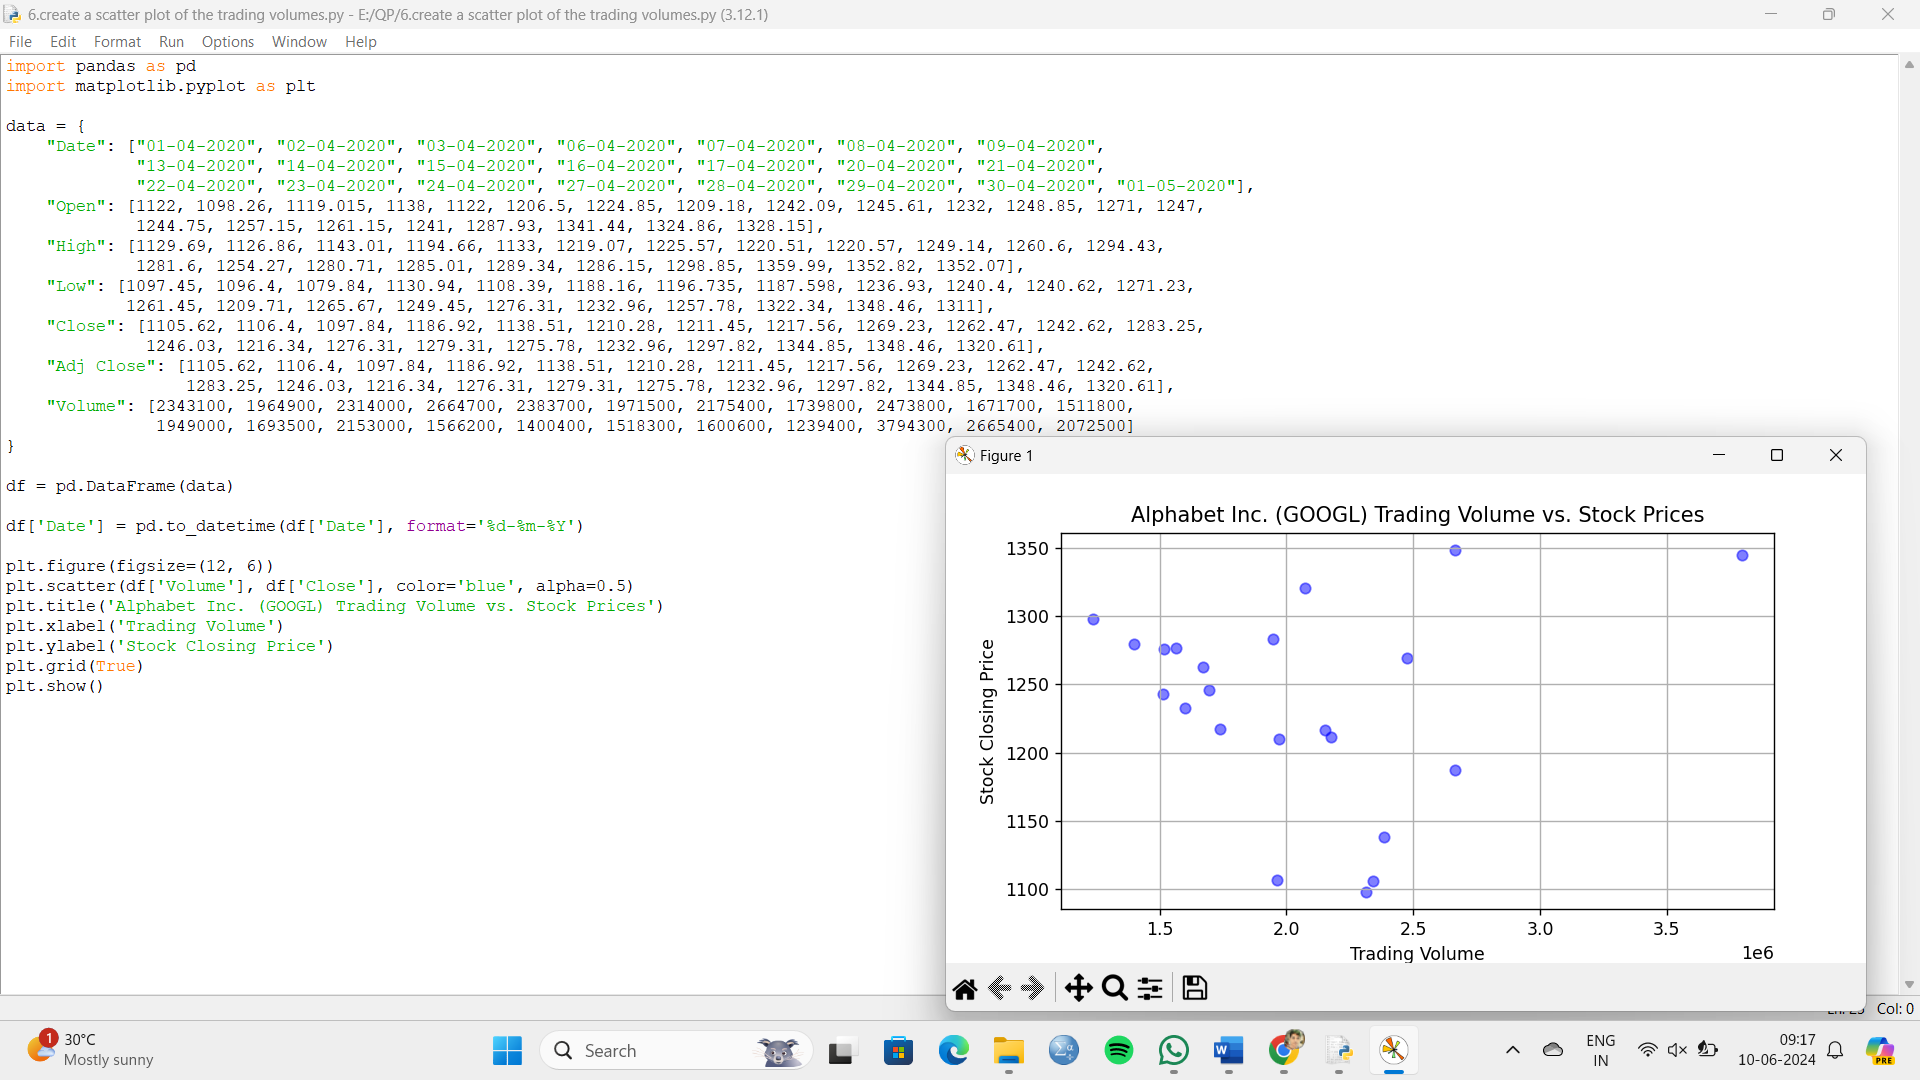 6.create a scatter plot of the trading volumes.py - E:/QP/6.create a scatter plot of the trading volumes.py (3.12.1)
File Edit Format Run Options Window Help
import pandas as pd
import matplotlib.pyplot as plt
data = {
"Date": ["01-04-2020", "02-04-2020", "03-04-2020", "06-04-2020", "07-04-2020", "08-04-2020", "09-04-2020",
"13-04-2020", "14-04-2020", "15-04-2020", "16-04-2020", "17-04-2020", "20-04-2020", "21-04-2020",
"22-04-2020", "23-04-2020", "24-04-2020", "27-04-2020", "28-04-2020", "29-04-2020", "30-04-2020", "01-05-2020"],
"Open": [1122, 1098.26, 1119.015, 1138, 1122, 1206.5, 1224.85, 1209.18, 1242.09, 1245.61, 1232, 1248.85, 1271, 1247,
1244.75, 1257.15, 1261.15, 1241, 1287.93, 1341.44, 1324.86, 1328.15],
"High": [1129.69, 1126.86, 1143.01, 1194.66, 1133, 1219.07, 1225.57, 1220.51, 1220.57, 1249.14, 1260.6, 1294.43,
1281.6, 1254.27, 1280.71, 1285.01, 1289.34, 1286.15, 1298.85, 1359.99, 1352.82, 1352.07],
"Low": [1097.45, 1096.4, 1079.84, 1130.94, 1108.39, 1188.16, 1196.735, 1187.598, 1236.93, 1240.4, 1240.62, 1271.23,
1261.45, 1209.71, 1265.67, 1249.45, 1276.31, 1232.96, 1257.78, 1322.34, 1348.46, 1311],
"Close": [1105.62, 1106.4, 1097.84, 1186.92, 1138.51, 1210.28, 1211.45, 1217.56, 1269.23, 1262.47, 1242.62, 1283.25,
1246.03, 1216.34, 1276.31, 1279.31, 1275.78, 1232.96, 1297.82, 1344.85, 1348.46, 1320.61],
"Adj Close": [1105.62, 1106.4, 1097.84, 1186.92, 1138.51, 1210.28, 1211.45, 1217.56, 1269.23, 1262.47, 1242.62,
1283.25, 1246.03, 1216.34, 1276.31, 1279.31, 1275.78, 1232.96, 1297.82, 1344.85, 1348.46, 1320.61],
"Volume": [2343100, 1964900, 2314000, 2664700, 2383700, 1971500, 2175400, 1739800, 2473800, 1671700, 1511800,
1949000, 1693500, 2153000, 1566200, 1400400, 1518300, 1600600, 1239400, 3794300, 2665400, 2072500]
}
df = pd.DataFrame(data)
df['Date'] = pd.to_datetime(df['Date'], format='%d-%m-%Y')
plt.figure(figsize=(12, 6))
plt.scatter(df['Volume'], df['Close'], color='blue', alpha=0.5)
plt.title('Alphabet Inc. (GOOGL) Trading Volume vs. Stock Prices')
plt.xlabel('Trading Volume')
plt.ylabel('Stock Closing Price')
plt.grid(True)
plt.show()
Figure 1
Alphabet Inc. (GOOGL) Trading Volume vs. Stock Prices
Stock Closing Price
1350
1300
1250
1200
1150
1100
1.5 2.0 2.5 3.0 3.5
Trading Volume
1e6
Col: 0
1
30°C
Mostly sunny
Search
ENG
IN
09:17
10-06-2024
PRE